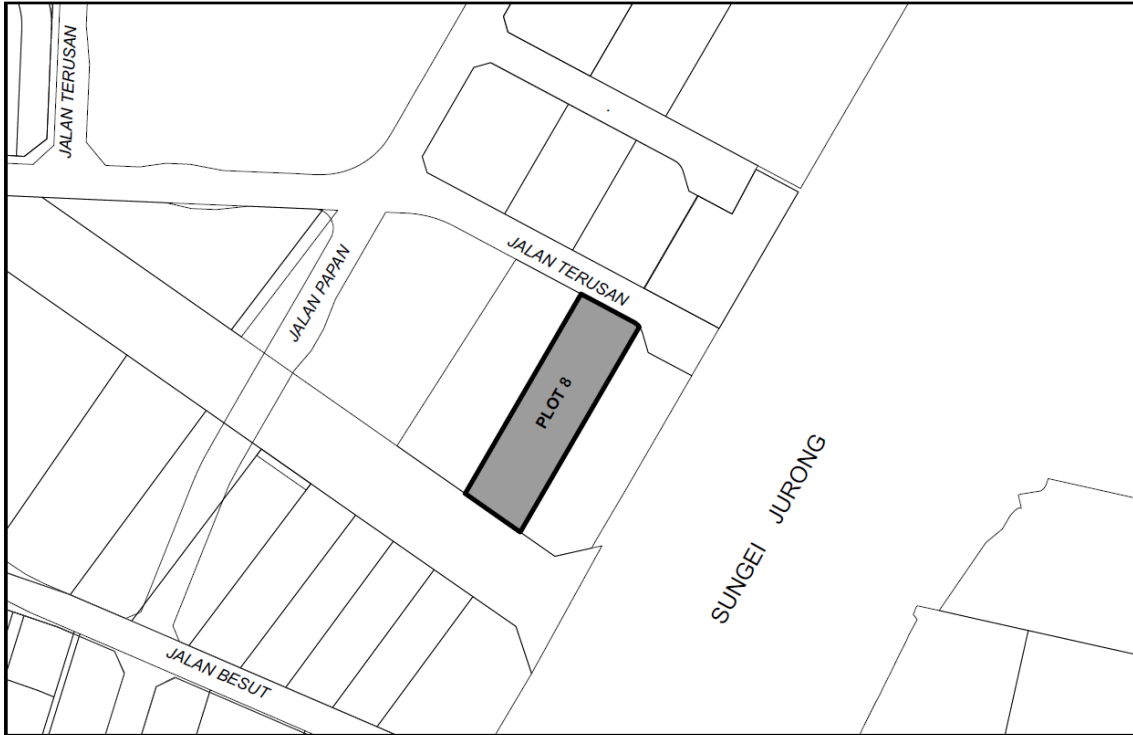 JALAN TERUSAN
JALAN TERUSAN
JALAN PAPAN
PLOT 8
SUNGEI JURONG
JALAN BESUT